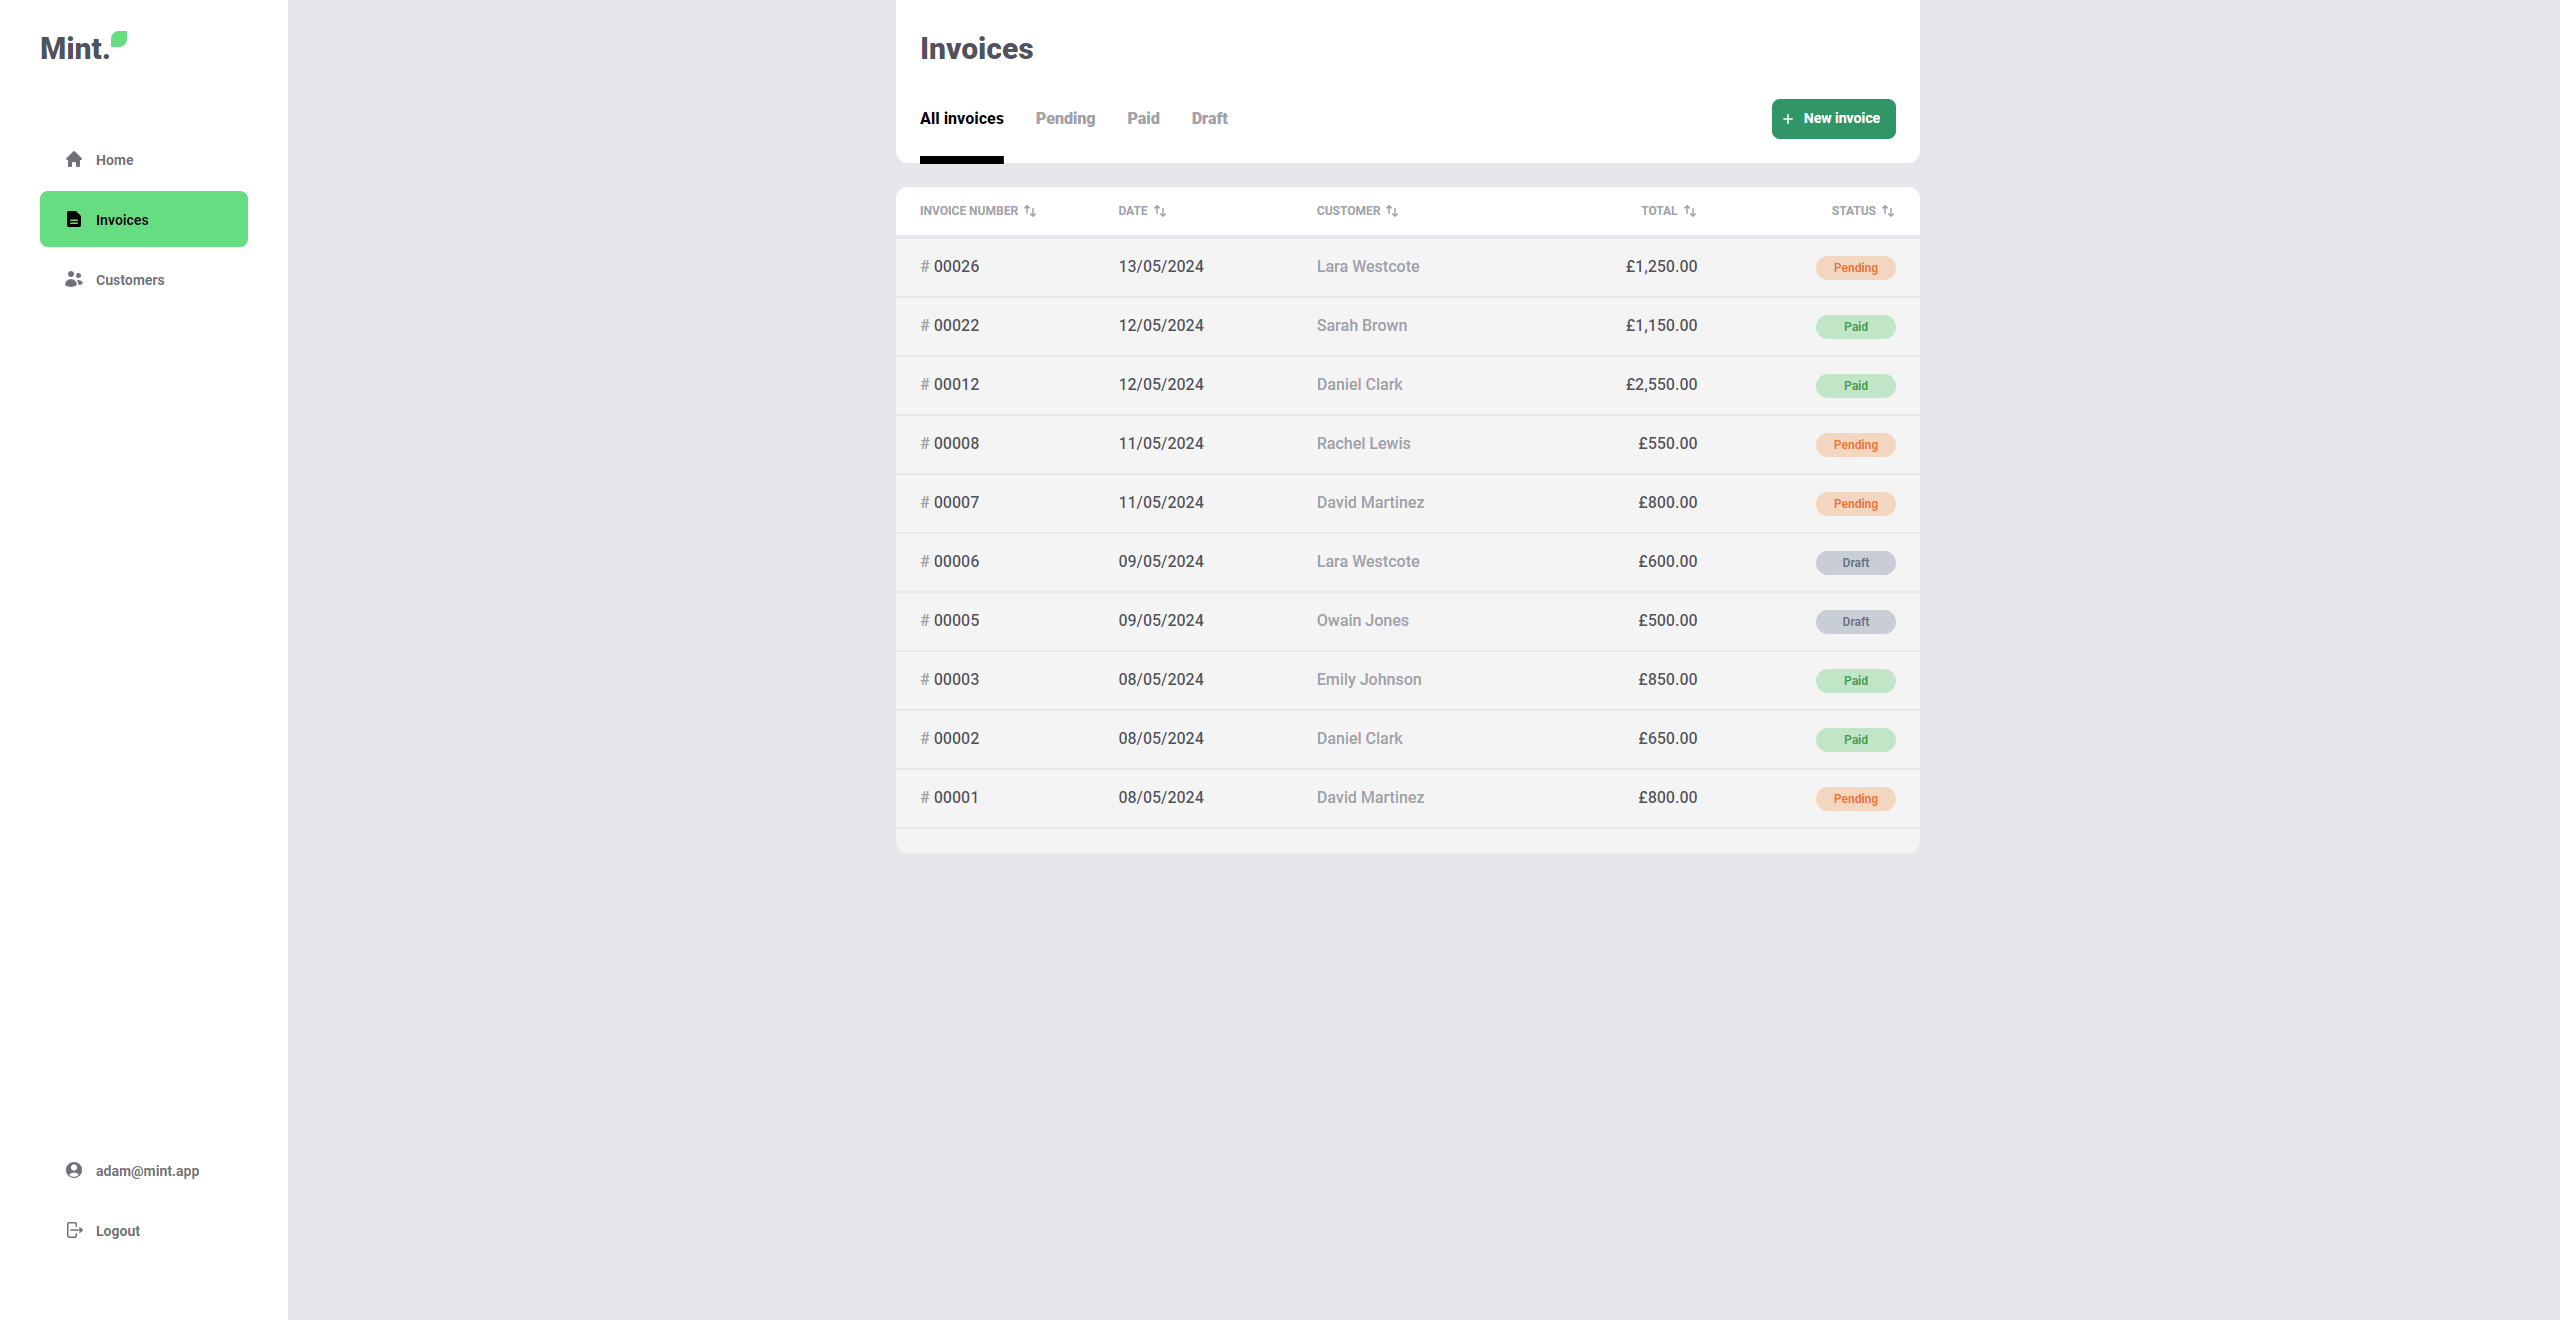 Mint.
Home
Invoices
Customers
adam@mint.app
Logout
Invoices
All invoices Pending Paid Draft + New invoice
INVOICE NUMBER DATE CUSTOMER TOTAL STATUS
# 00026 13/05/2024 Lara Westcote £1,250.00 Pending
# 00022 12/05/2024 Sarah Brown £1,150.00 Paid
# 00012 12/05/2024 Daniel Clark £2,550.00 Paid
# 00008 11/05/2024 Rachel Lewis £550.00 Pending
# 00007 11/05/2024 David Martinez £800.00 Pending
# 00006 09/05/2024 Lara Westcote £600.00 Draft
# 00005 09/05/2024 Owain Jones £500.00 Draft
# 00003 08/05/2024 Emily Johnson £850.00 Paid
# 00002 08/05/2024 Daniel Clark £650.00 Paid
# 00001 08/05/2024 David Martinez £800.00 Pending